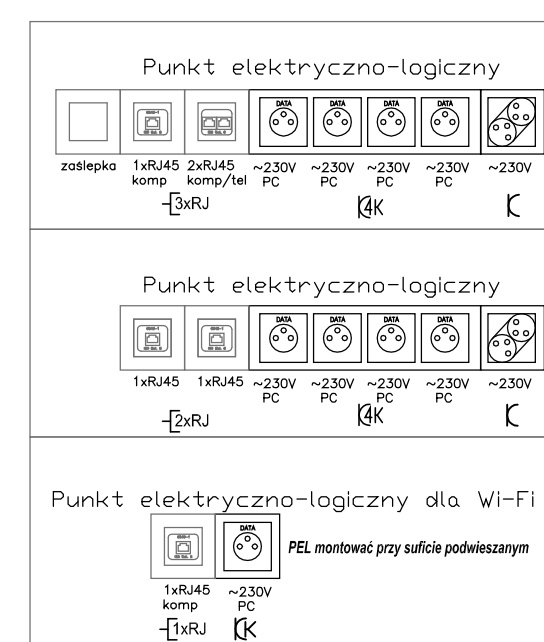 Punkt elektryczno-logiczny
DATA DATA DATA DATA
zaślepka 1xRJ45 komp 2xRJ45 komp/tel ~230V PC ~230V PC ~230V PC ~230V PC ~230V
3xRJ 4K
Punkt elektryczno-logiczny
DATA DATA DATA DATA
1xRJ45 1xRJ45 ~230V PC ~230V PC ~230V PC ~230V PC ~230V
2xRJ 4K
Punkt elektryczno-logiczny dla Wi-Fi
DATA
PEL montować przy suficie podwieszanym
1xRJ45 komp ~230V PC
1xRJ K